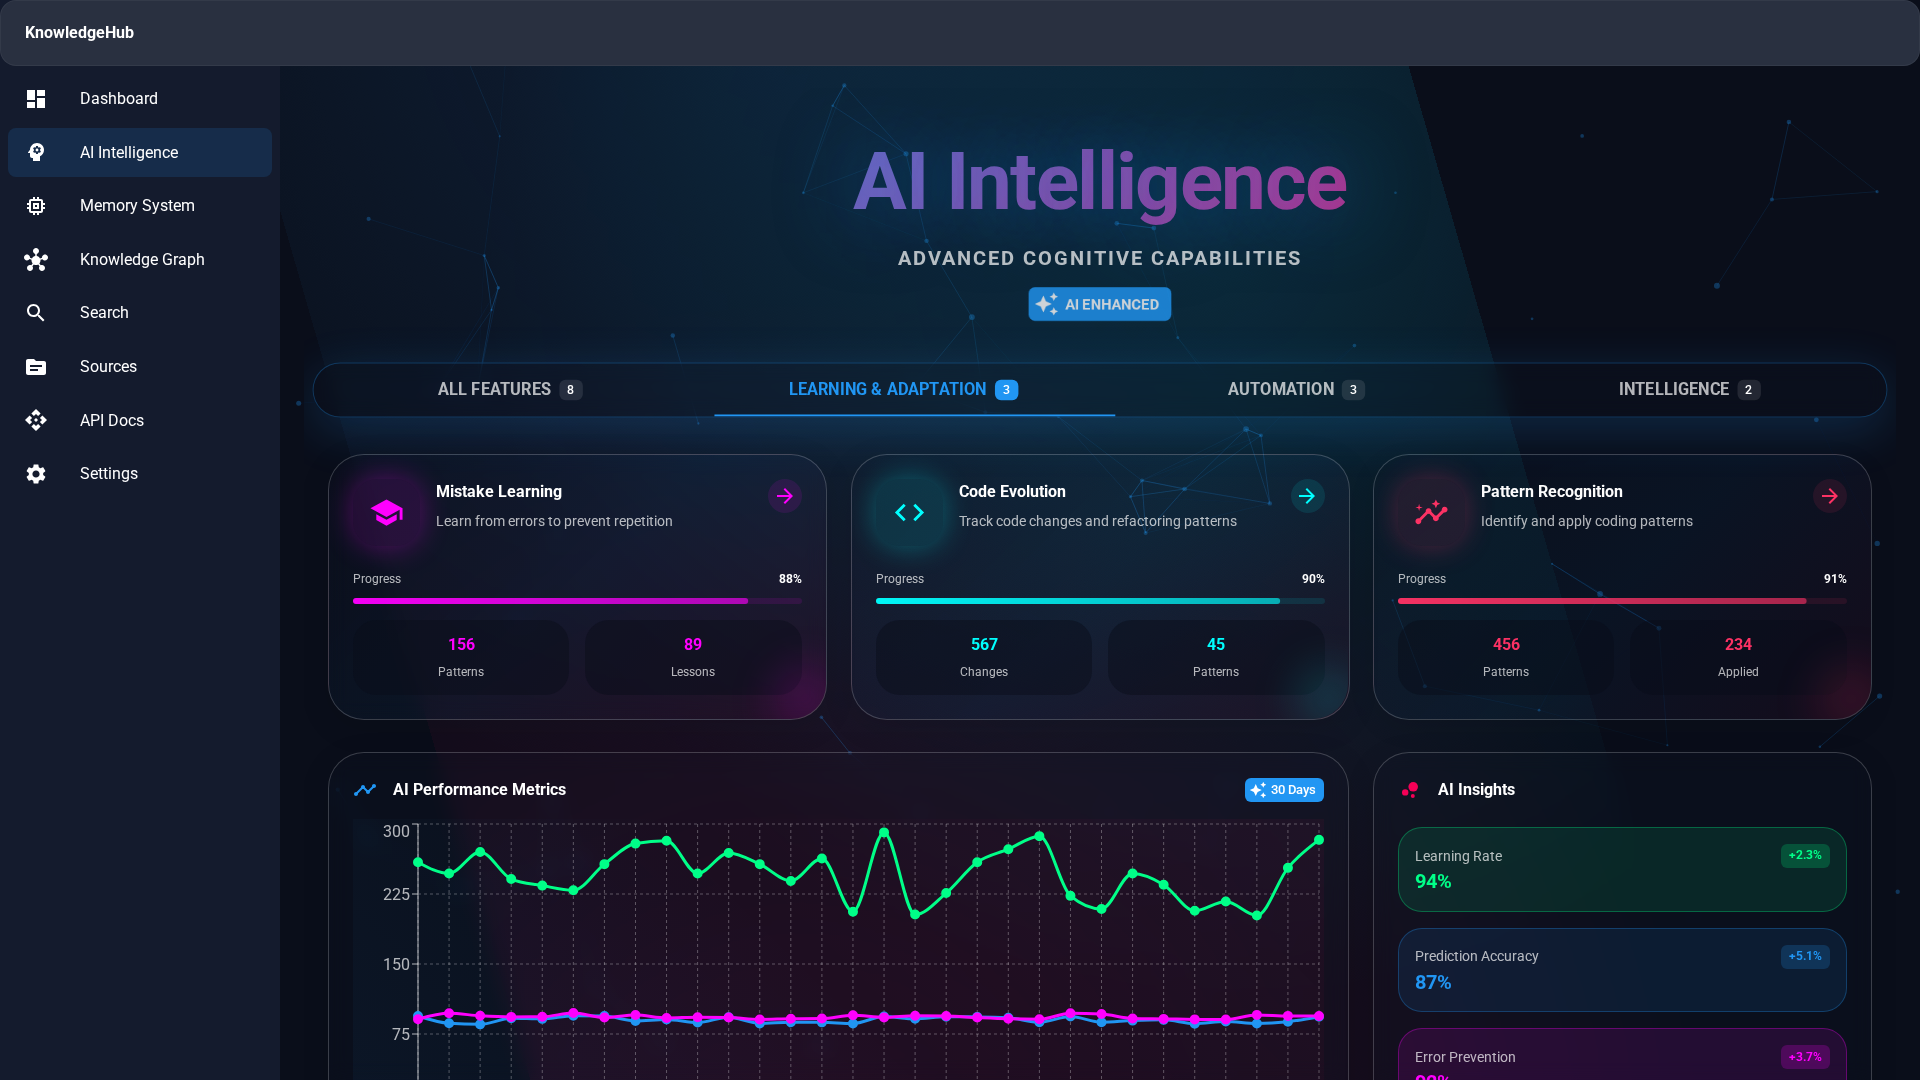 KnowledgeHub
Dashboard
AI Intelligence
Memory System
Knowledge Graph
Search
Sources
API Docs
Settings
AI Intelligence
ADVANCED COGNITIVE CAPABILITIES
AI ENHANCED
ALL FEATURES 8
LEARNING & ADAPTATION 3
AUTOMATION 3
INTELLIGENCE 2
Mistake Learning
Learn from errors to prevent repetition
Progress 88%
156 89
Patterns Lessons
Code Evolution
Track code changes and refactoring patterns
Progress 90%
567 45
Changes Patterns
Pattern Recognition
Identify and apply coding patterns
Progress 91%
456 234
Patterns Applied
AI Performance Metrics 30 Days
300
225
150
75
AI Insights
Learning Rate +2.3%
94%
Prediction Accuracy +5.1%
87%
Error Prevention +3.7%